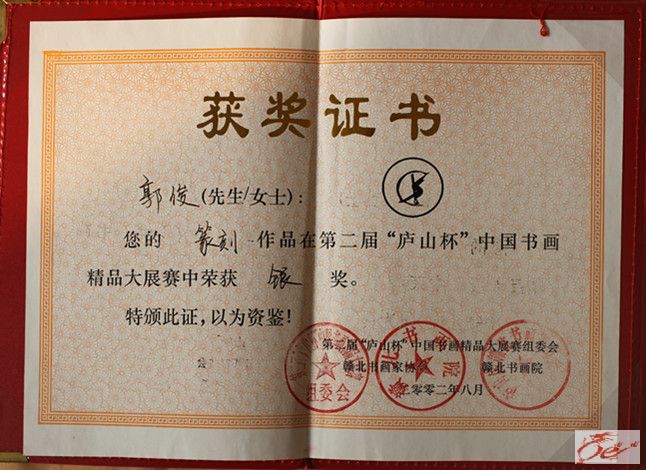 获奖证书
郭俊(先生/女士):
您的 篆刻 作品在第二届“庐山杯”中国书画
精品大展赛中荣获 银 奖。
特颁此证,以为资鉴!
第二届“庐山杯”中国书画精品大展赛组委会
赣北书画家协会 赣北书画院
二零零二年八月
组委会